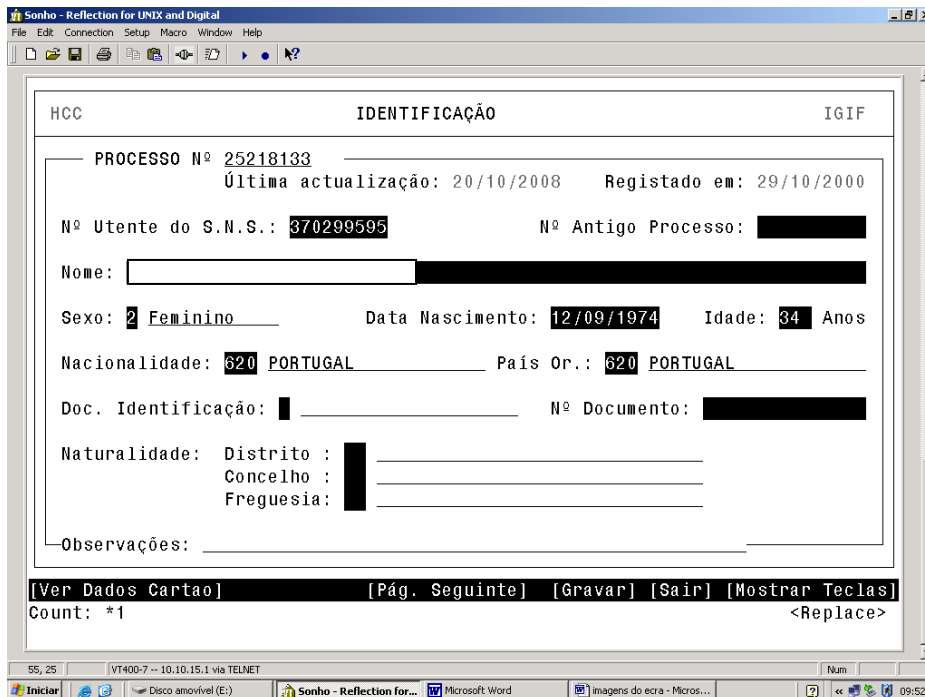 Sonho - Reflection for UNIX and Digital
File Edit Connection Setup Macro Window Help
HCC IDENTIFICAÇÃO IGIF
PROCESSO Nº 25218133
Última actualização: 20/10/2008 Registado em: 29/10/2000
Nº Utente do S.N.S.: 370299595 Nº Antigo Processo:
Nome:
Sexo: 2 Feminino Data Nascimento: 12/09/1974 Idade: 34 Anos
Nacionalidade: 620 PORTUGAL País Or.: 620 PORTUGAL
Doc. Identificação: Nº Documento:
Naturalidade: Distrito :
Concelho :
Freguesia:
Observações:
[Ver Dados Cartao] [Pág. Seguinte] [Gravar] [Sair] [Mostrar Teclas]
Count: *1 <Replace>
55, 25 VT400-7 -- 10.10.15.1 via TELNET Num
Iniciar Disco amovível (E:) Sonho - Reflection for... Microsoft Word imagens do ecra - Micros... 09:52